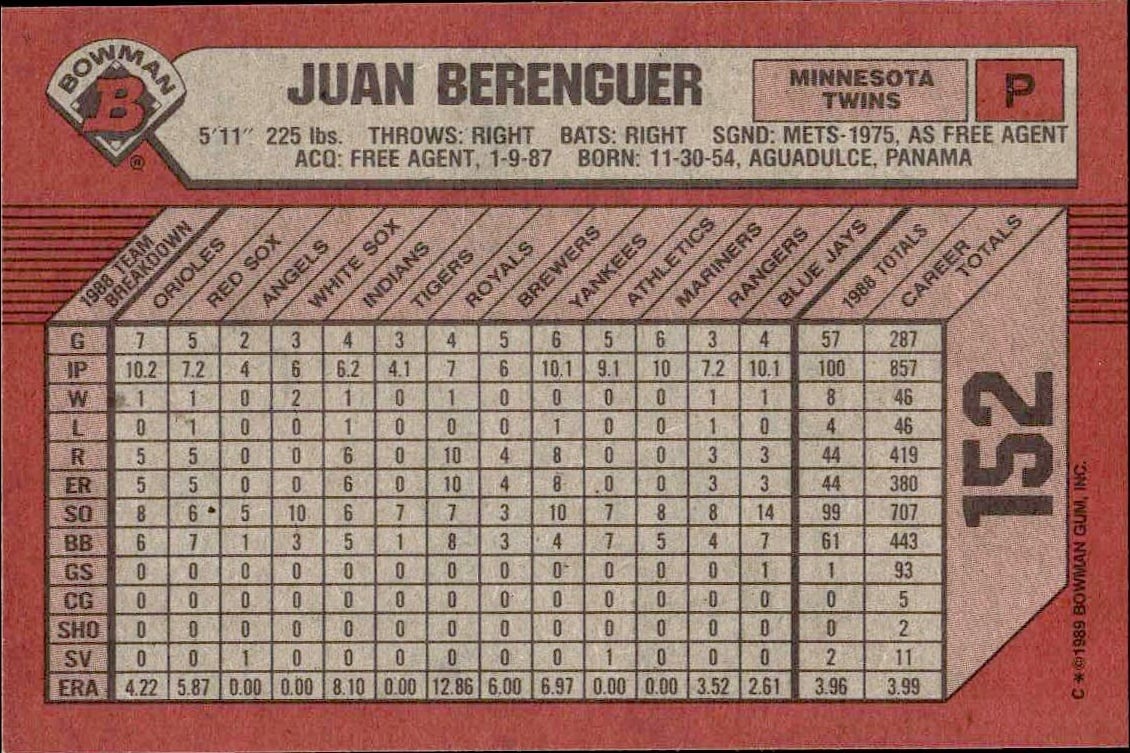 BOWMAN
B
®
JUAN BERENGUER
MINNESOTA
TWINS
P
5'11" 225 lbs. THROWS: RIGHT BATS: RIGHT SGND: METS-1975, AS FREE AGENT
ACQ: FREE AGENT, 1-9-87 BORN: 11-30-54, AGUADULCE, PANAMA
1988 TEAM
BREAKDOWN
ORIOLES
RED SOX
ANGELS
WHITE SOX
INDIANS
TIGERS
ROYALS
BREWERS
YANKEES
ATHLETICS
MARINERS
RANGERS
BLUE JAYS
1988 TOTALS
CAREER
TOTALS
G 7 5 2 3 4 3 4 5 6 5 6 3 4 57 287
IP 10.2 7.2 4 6 6.2 4.1 7 6 10.1 9.1 10 7.2 10.1 100 857
W 1 1 0 2 1 0 1 0 0 0 0 1 1 8 46
L 0 1 0 0 1 0 0 0 1 0 0 1 0 4 46
R 5 5 0 0 6 0 10 4 8 0 0 3 3 44 419
ER 5 5 0 0 6 0 10 4 8 0 0 3 3 44 380
SO 8 6 5 10 6 7 7 3 10 7 8 8 14 99 707
BB 6 7 1 3 5 1 8 3 4 7 5 4 7 61 443
GS 0 0 0 0 0 0 0 0 0 0 0 0 1 1 93
CG 0 0 0 0 0 0 0 0 0 0 0 0 0 0 5
SHO 0 0 0 0 0 0 0 0 0 0 0 0 0 0 2
SV 0 0 1 0 0 0 0 0 0 1 0 0 0 2 11
ERA 4.22 5.87 0.00 0.00 8.10 0.00 12.86 6.00 6.97 0.00 0.00 3.52 2.61 3.96 3.99
152
C*©1989 BOWMAN GUM, INC.